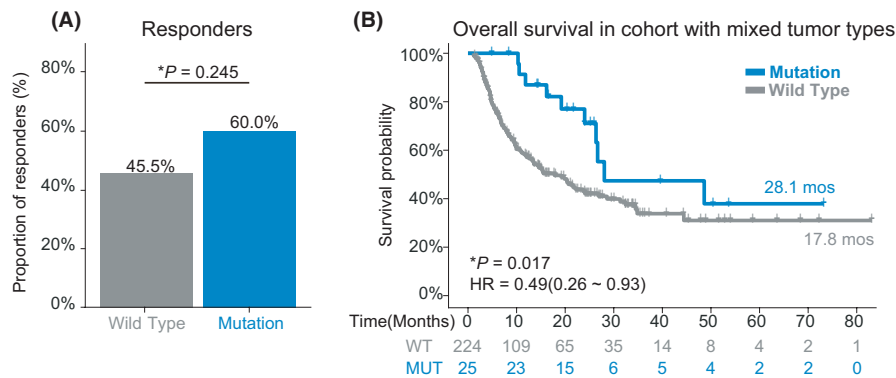 (A)
Responders
Proportion of responders (%)
80%
60%
40%
20%
0%
*P = 0.245
45.5%
60.0%
Wild Type
Mutation
(B)
Overall survival in cohort with mixed tumor types
Survival probability
100%
80%
60%
40%
20%
0%
Mutation
Wild Type
28.1 mos
17.8 mos
*P = 0.017
HR = 0.49(0.26 ~ 0.93)
Time(Months) 0 10 20 30 40 50 60 70 80
WT 224 109 65 35 14 8 4 2 1
MUT 25 23 15 6 5 4 2 2 0